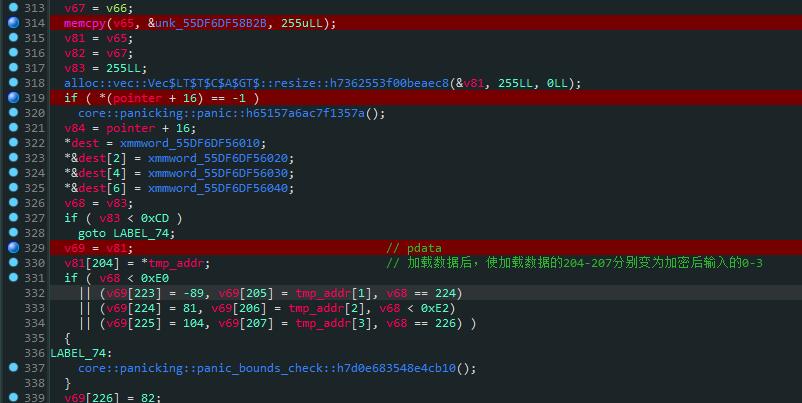 313 v67 = v66;
314 memcpy(v65, &unk_55DF6DF58B2B, 255uLL);
315 v81 = v65;
316 v82 = v67;
317 v83 = 255LL;
318 alloc::vec::Vec$LT$T$C$A$GT$::resize::h7362553f00beaec8(&v81, 255LL, 0LL);
319 if ( *(pointer + 16) == -1 )
320 core::panicking::panic::h65157a6ac7f1357a();
321 v84 = pointer + 16;
322 *dest = xmmword_55DF6DF56010;
323 *&dest[2] = xmmword_55DF6DF56020;
324 *&dest[4] = xmmword_55DF6DF56030;
325 *&dest[6] = xmmword_55DF6DF56040;
326 v68 = v83;
327 if ( v83 < 0xCD )
328 goto LABEL_74;
329 v69 = v81; // pdata
330 v81[204] = *tmp_addr; // 加载数据后，使加载数据的204-207分别变为加密后输入的0-3
331 if ( v68 < 0xE0
332 || (v69[223] = -89, v69[205] = tmp_addr[1], v68 == 224)
333 || (v69[224] = 81, v69[206] = tmp_addr[2], v68 < 0xE2)
334 || (v69[225] = 104, v69[207] = tmp_addr[3], v68 == 226) )
335 {
336 LABEL_74:
337 core::panicking::panic_bounds_check::h7d0e683548e4cb10();
338 }
339 v69[226] = 82;